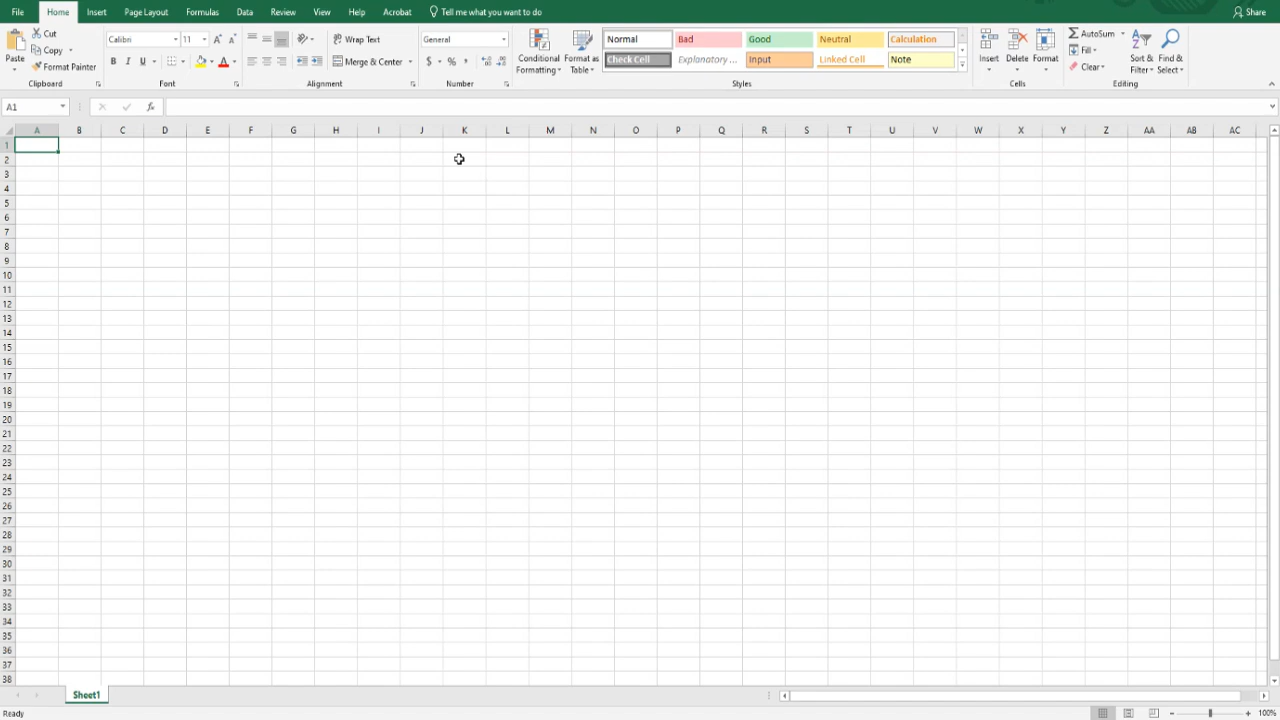 File Home Insert Page Layout Formulas Data Review View Help Acrobat Tell me what you want to do Share
Paste
Cut
Copy
Format Painter
Clipboard
Calibri 11
B I U
A
Font
Wrap Text
Merge & Center
Alignment
General
$ % ,
Number
Conditional Formatting
Format as Table
Normal Bad Good Neutral Calculation
Check Cell Explanatory ... Input Linked Cell Note
Styles
Insert Delete Format
Cells
AutoSum
Fill
Clear
Sort & Filter
Find & Select
Editing
A1 fx
A B C D E F G H I J K L M N O P Q R S T U V W X Y Z AA AB AC
1
2
3
4
5
6
7
8
9
10
11
12
13
14
15
16
17
18
19
20
21
22
23
24
25
26
27
28
29
30
31
32
33
34
35
36
37
38
Sheet1
Ready 100%